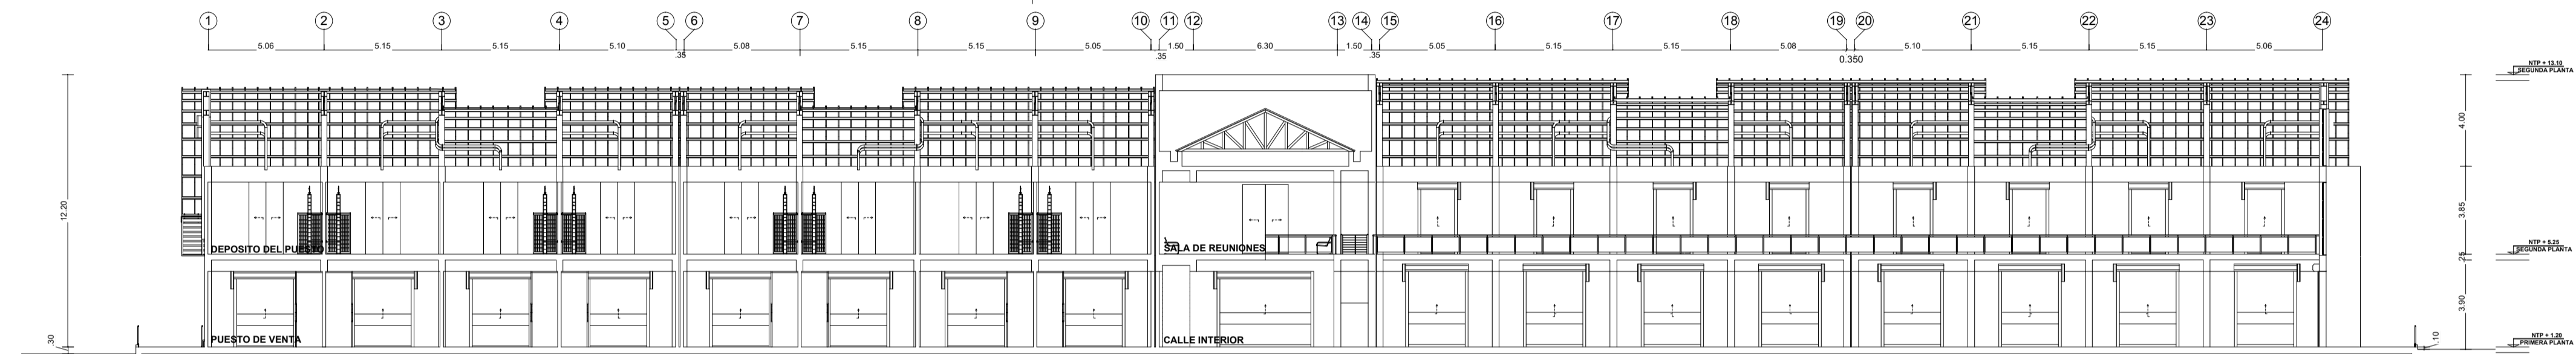 1 2 3 4 5 6 7 8 9 10 11 12 13 14 15 16 17 18 19 20 21 22 23 24
5.06 5.15 5.15 5.10 .35 5.08 5.15 5.15 5.05 .35 1.50 6.30 1.50 .35 5.05 5.15 5.15 5.08 0.350 5.10 5.15 5.15 5.06
NTP + 13.10
SEGUNDA PLANTA
4.00
12.20
3.85
DEPOSITO DEL PUESTO
SALA DE REUNIONES
NTP + 5.25
SEGUNDA PLANTA
.25
3.90
PUESTO DE VENTA
CALLE INTERIOR
.30
.10
NTP + 1.20
PRIMERA PLANTA